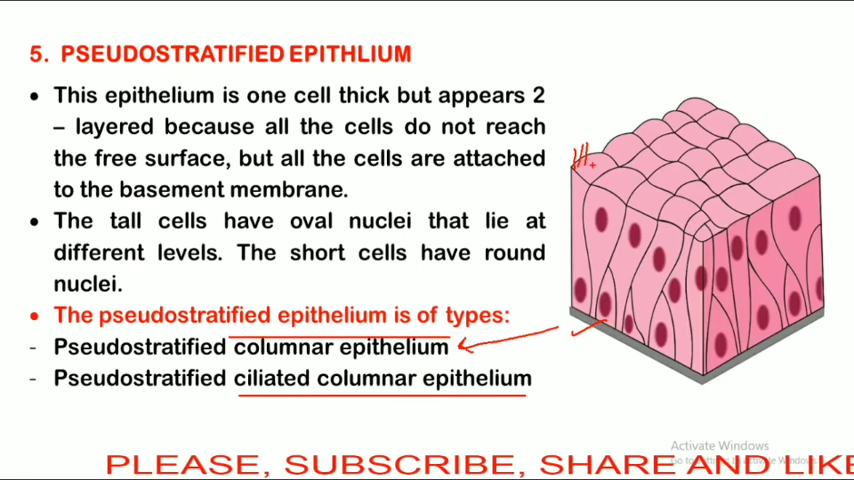 5. PSEUDOSTRATIFIED EPITHLIUM
• This epithelium is one cell thick but appears 2
– layered because all the cells do not reach
the free surface, but all the cells are attached
to the basement membrane.
• The tall cells have oval nuclei that lie at
different levels. The short cells have round
nuclei.
• The pseudostratified epithelium is of types:
- Pseudostratified columnar epithelium
- Pseudostratified ciliated columnar epithelium
Activate Windows
PLEASE, SUBSCRIBE, SHARE AND LIKE